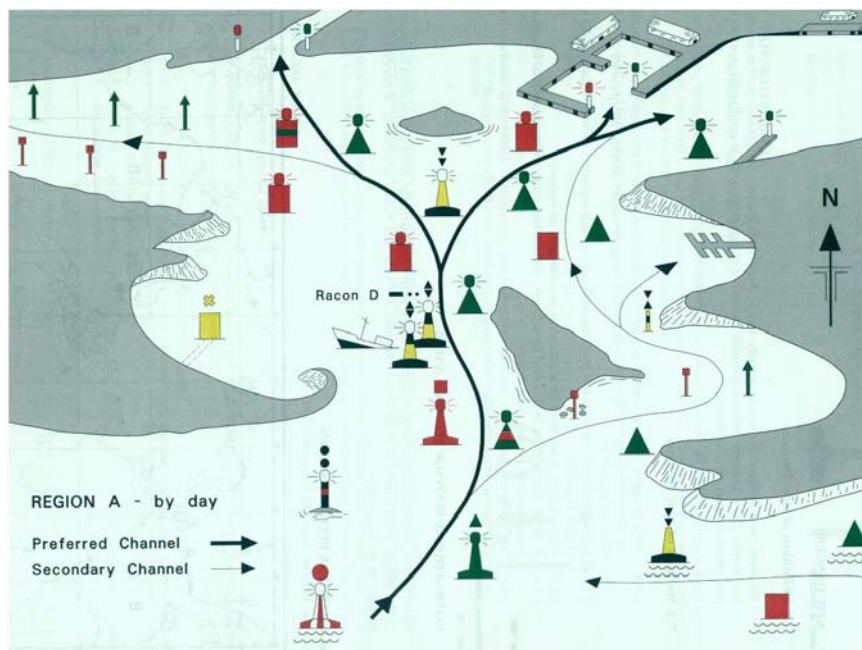 N
Racon D
REGION A - by day
Preferred Channel
Secondary Channel